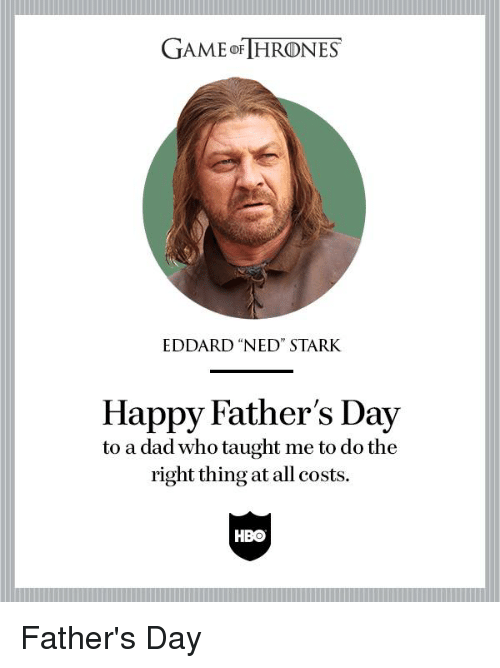 GAME OF THRONES
EDDARD "NED" STARK
Happy Father's Day
to a dad who taught me to do the
right thing at all costs.
HBO
Father's Day